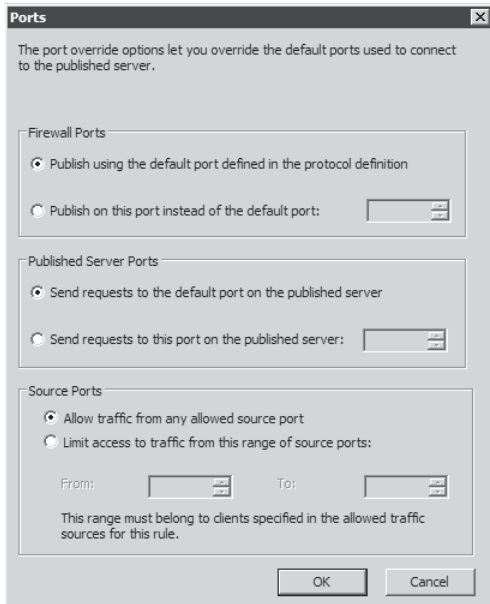 Ports
The port override options let you override the default ports used to connect
to the published server.
Firewall Ports
Publish using the default port defined in the protocol definition
Publish on this port instead of the default port:
Published Server Ports
Send requests to the default port on the published server
Send requests to this port on the published server:
Source Ports
Allow traffic from any allowed source port
Limit access to traffic from this range of source ports:
From: To:
This range must belong to clients specified in the allowed traffic
sources for this rule.
OK Cancel